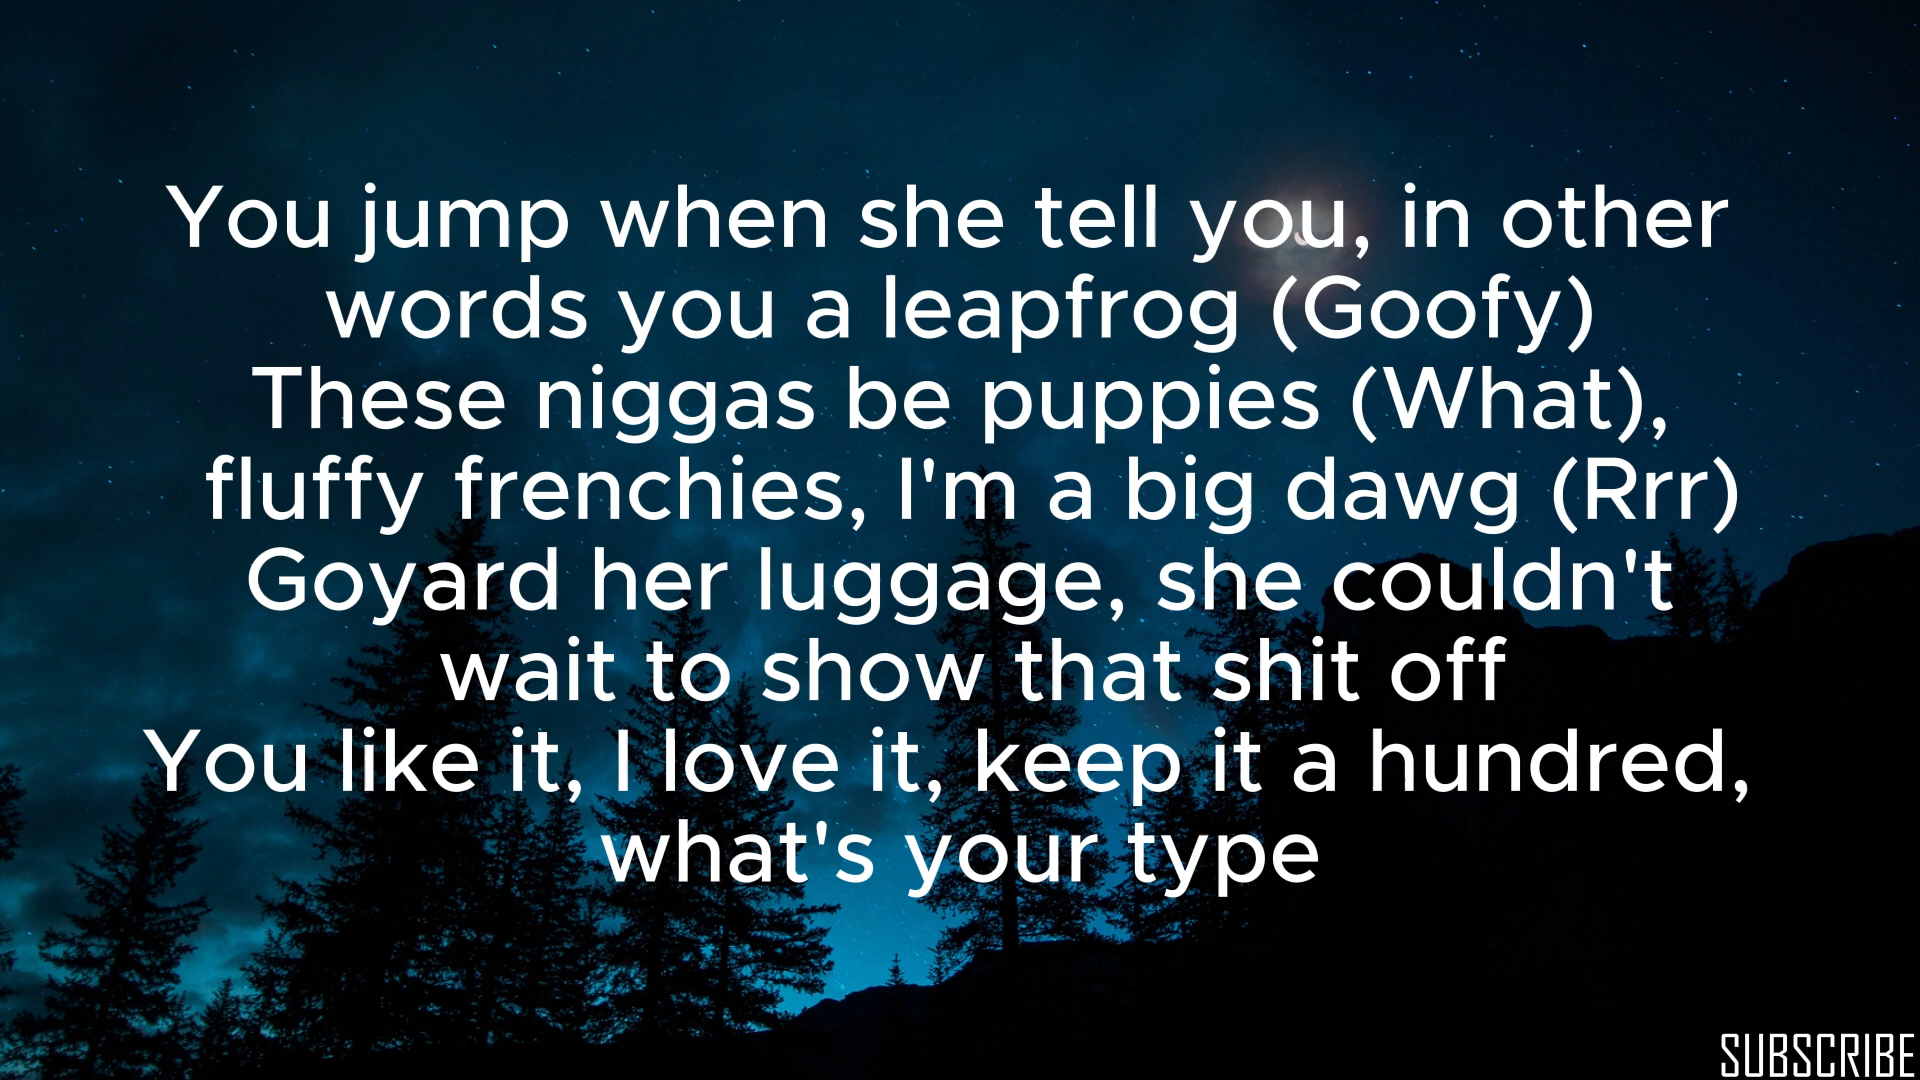 You jump when she tell you, in other
words you a leapfrog (Goofy)
These niggas be puppies (What),
fluffy frenchies, I'm a big dawg (Rrr)
Goyard her luggage, she couldn't
wait to show that shit off
You like it, I love it, keep it a hundred,
what's your type
SUBSCRIBE